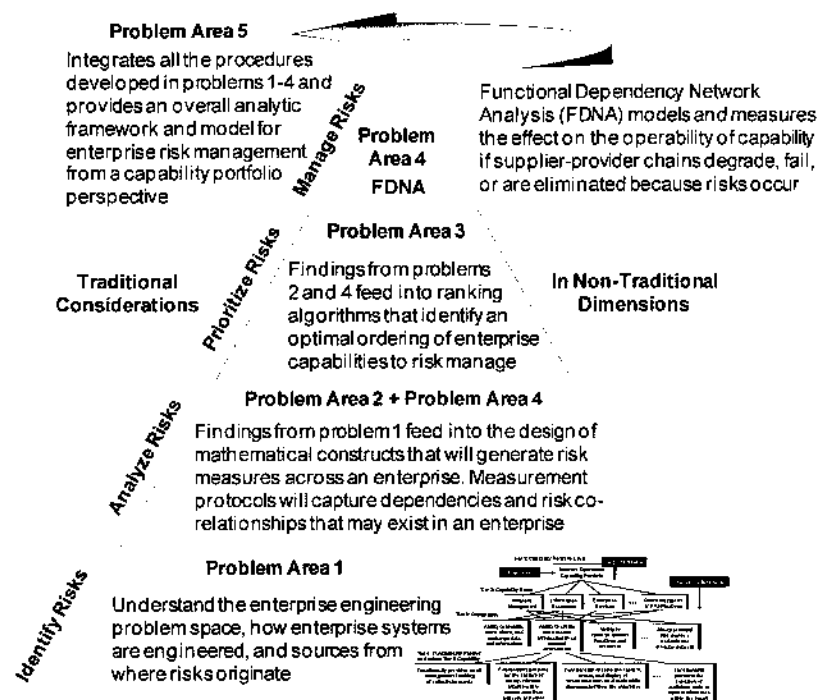 Problem Area 5
Integrates all the procedures
developed in problems 1-4 and
provides an overall analytic
framework and model for
enterprise risk management
from a capability portfolio
perspective
Manage Risks
Problem
Area 4
FDNA
Functional Dependency Network
Analysis (FDNA) models and measures
the effect on the operability of capability
if supplier-provider chains degrade, fail,
or are eliminated because risks occur
Traditional
Considerations
Prioritize Risks
Problem Area 3
Findings from problems
2 and 4 feed into ranking
algorithms that identify an
optimal ordering of enterprise
capabilities to risk manage
In Non-Traditional
Dimensions
Analyze Risks
Problem Area 2 + Problem Area 4
Findings from problem 1 feed into the design of
mathematical constructs that will generate risk
measures across an enterprise. Measurement
protocols will capture dependencies and risk co-
relationships that may exist in an enterprise
Identify Risks
Problem Area 1
Understand the enterprise engineering
problem space, how enterprise systems
are engineered, and sources from
where risks originate